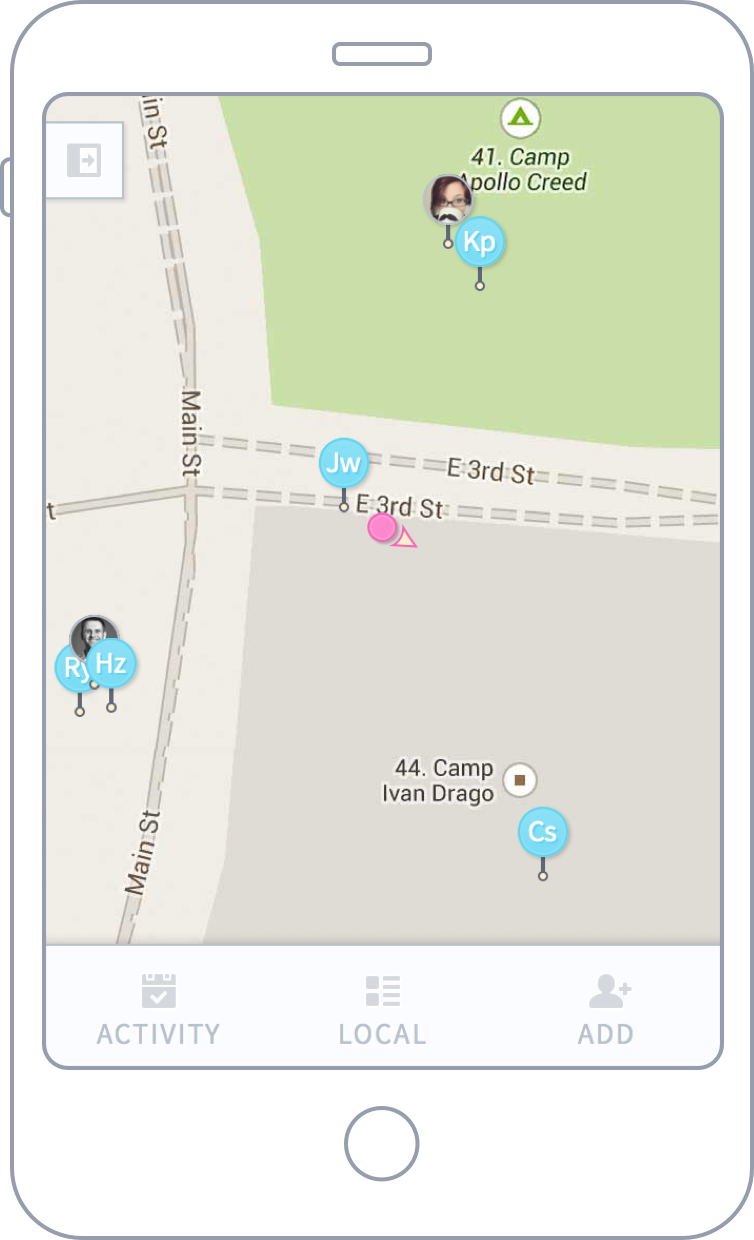 in St
41. Camp
Apollo Creed
Kp
Main St
Jw
E 3rd St
E 3rd St
t
Ry
Hz
44. Camp
Ivan Drago
Cs
Main St
ACTIVITY
LOCAL
ADD